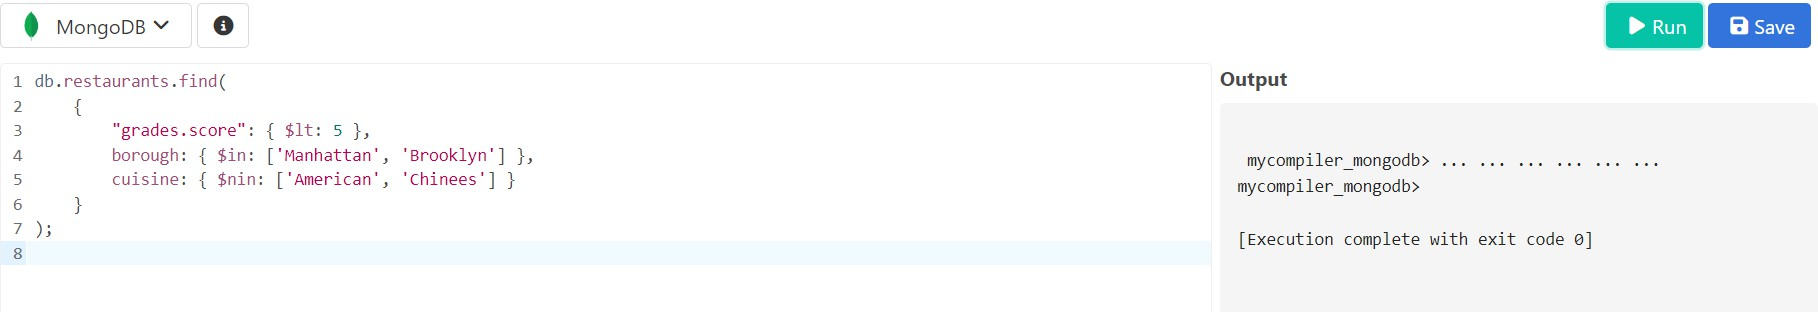 MongoDB
Run
Save
1 db.restaurants.find(
2 {
3 "grades.score": { $lt: 5 },
4 borough: { $in: ['Manhattan', 'Brooklyn'] },
5 cuisine: { $nin: ['American', 'Chinees'] }
6 }
7 );
8
Output
mycompiler_mongodb> ... ... ... ... ... ...
mycompiler_mongodb>
[Execution complete with exit code 0]